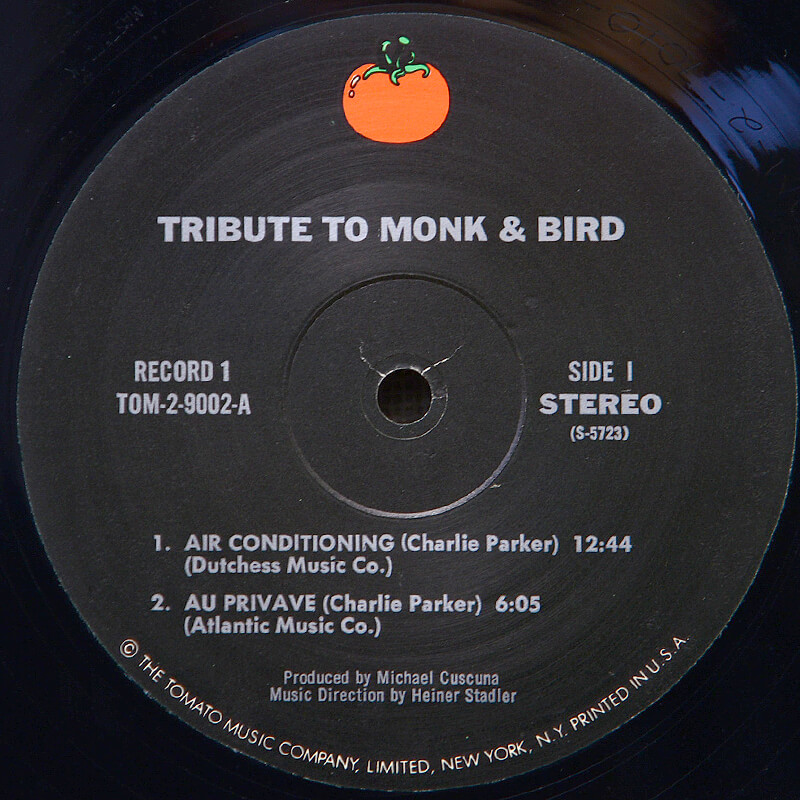 TRIBUTE TO MONK & BIRD
RECORD 1
TOM-2-9002-A
SIDE 1
STEREO
(S-5723)
1. AIR CONDITIONING (Charlie Parker) 12:44
(Dutchess Music Co.)
2. AU PRIVAVE (Charlie Parker) 6:05
(Atlantic Music Co.)
Produced by Michael Cuscuna
Music Direction by Heiner Stadler
© THE TOMATO MUSIC COMPANY, LIMITED, NEW YORK, N.Y. PRINTED IN U.S.A.